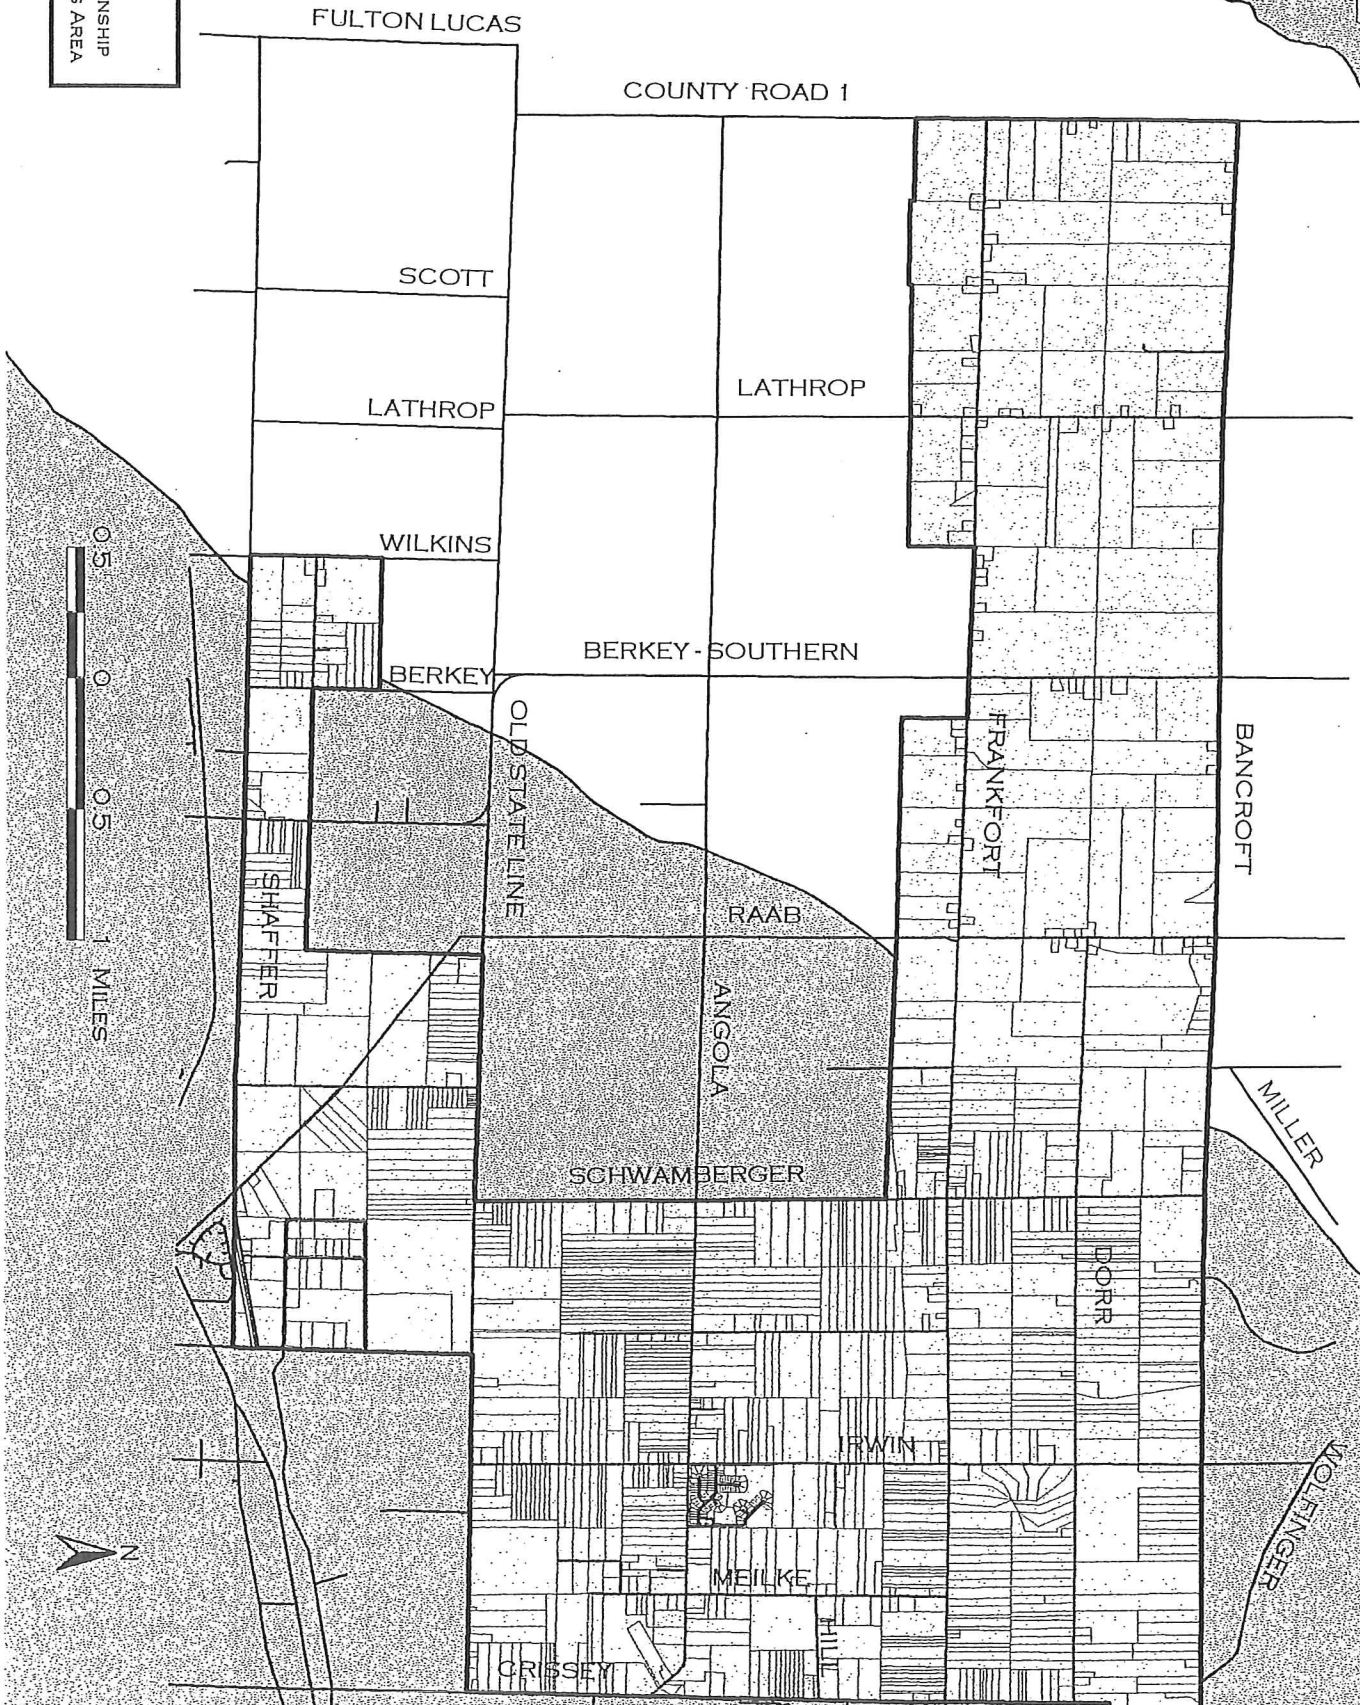 NSHIP
S AREA
FULTON LUCAS
COUNTY ROAD 1
SCOTT
LATHROP
LATHROP
WILKINS
BERKEY
BERKEY - SOUTHERN
OLD STATE LINE
FRANKFORT
BANCROFT
0.5 0 0.5 1 MILES
SHAFFER
RAAB
ANGOLA
MILLER
SCHWAMBERGER
DORR
IRWIN
WOLFINGER
N
MEILKE
HILL
CRISSEY